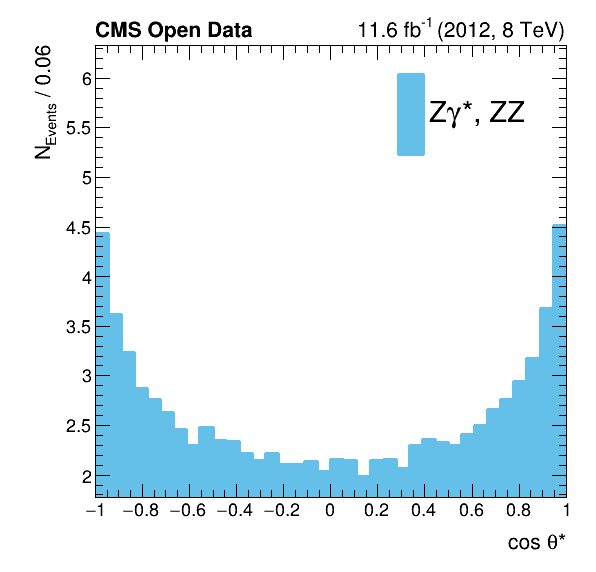 CMS Open Data 11.6 fb-1 (2012, 8 TeV)
NEvents / 0.06
6
5.5
5
4.5
4
3.5
3
2.5
2
Zγ*, ZZ
−1 −0.8 −0.6 −0.4 −0.2 0 0.2 0.4 0.6 0.8 1
cos θ*